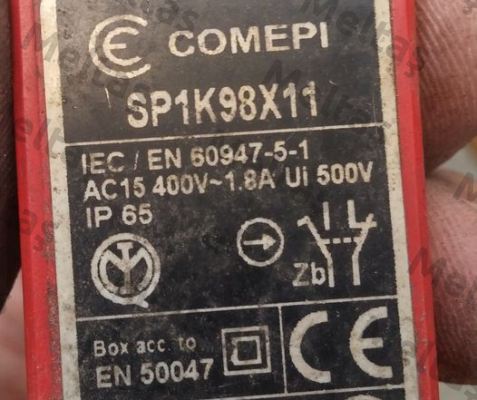 COMEPI
SP1K98X11
IEC / EN 60947-5-1
AC15 400V~1.8A Ui 500V
IP 65
Zb
Box acc. to
EN 50047
CE
Meltaş